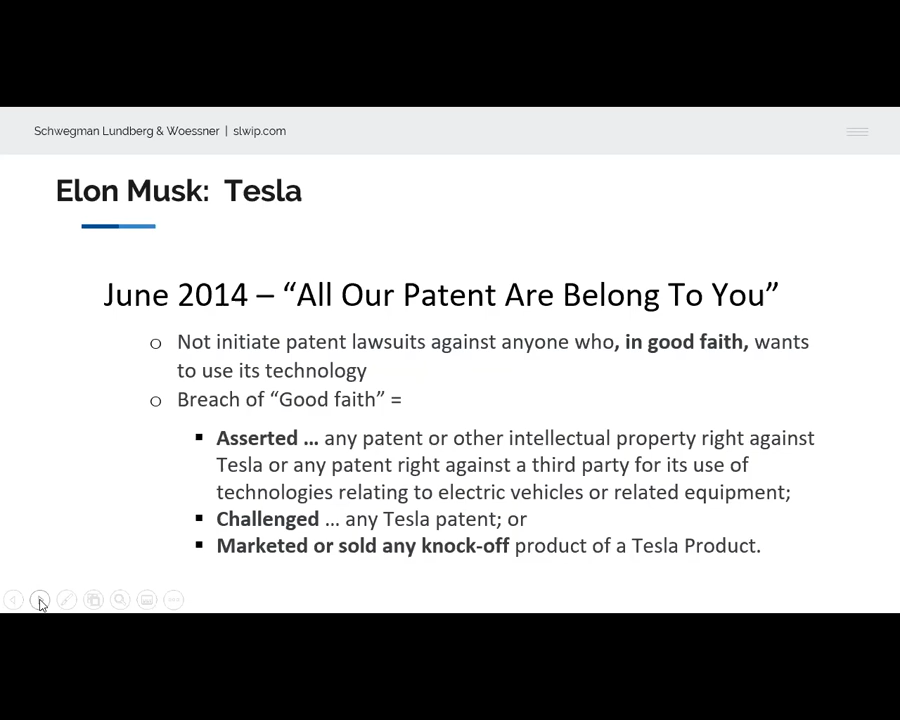 Schwegman Lundberg & Woessner | slwip.com
Elon Musk: Tesla
June 2014 – “All Our Patent Are Belong To You”
o Not initiate patent lawsuits against anyone who, in good faith, wants
to use its technology
o Breach of “Good faith” =
▪ Asserted ... any patent or other intellectual property right against
Tesla or any patent right against a third party for its use of
technologies relating to electric vehicles or related equipment;
▪ Challenged ... any Tesla patent; or
▪ Marketed or sold any knock-off product of a Tesla Product.